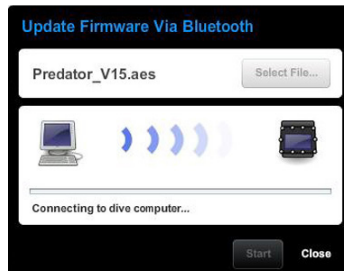 Update Firmware Via Bluetooth
Predator_V15.aes
Select File...
Connecting to dive computer...
Start
Close